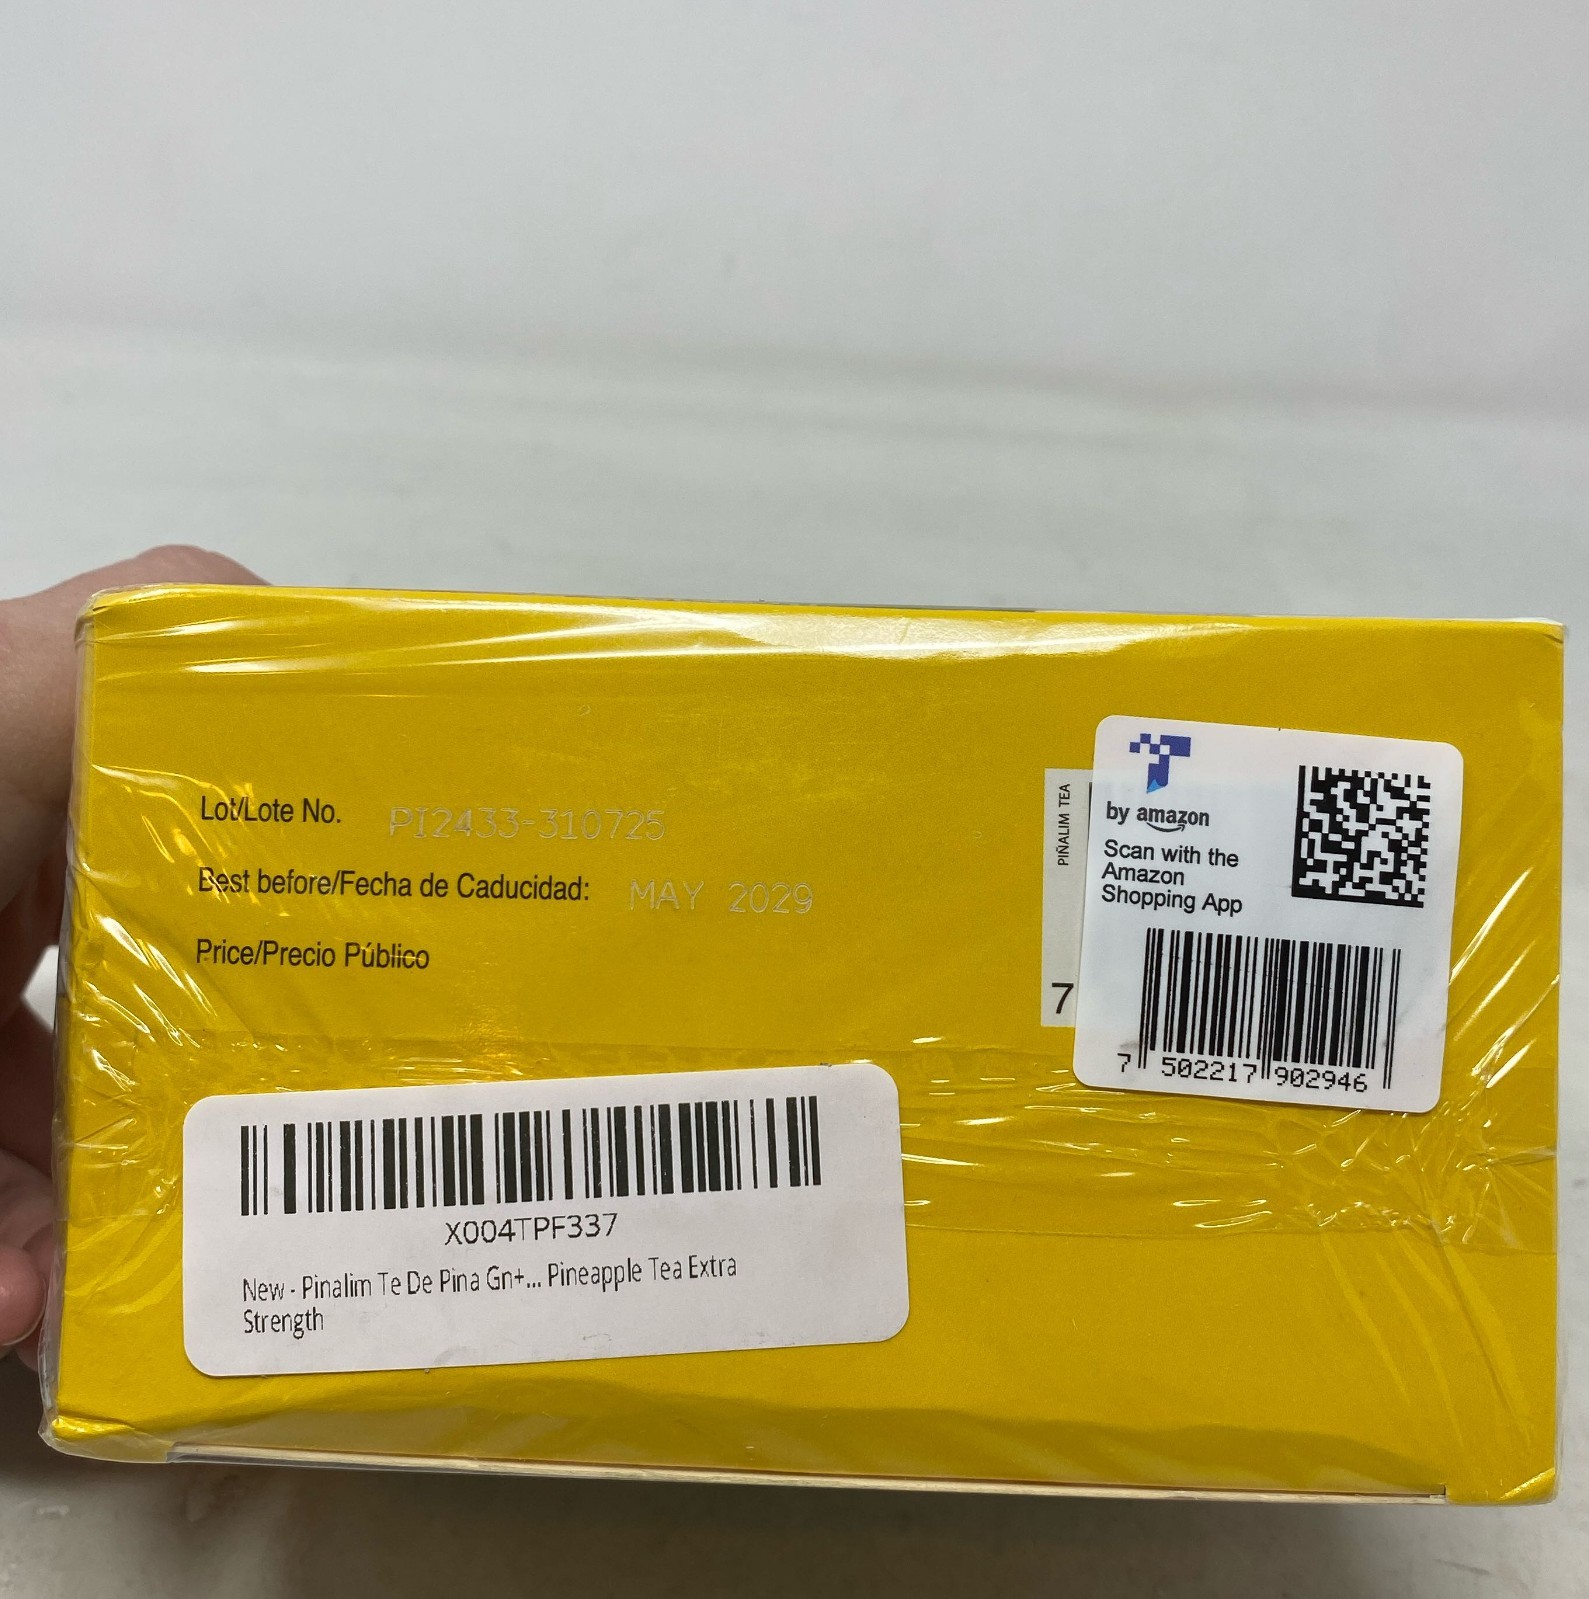 Lot/Lote No. PI2433-310725
Best before/Fecha de Caducidad: MAY 2029
Price/Precio Público
PIÑALIM TEA
7
by amazon
Scan with the
Amazon
Shopping App
7 502217 902946
X004TPF337
New - Pinalim Te De Pina Gn+... Pineapple Tea Extra
Strength